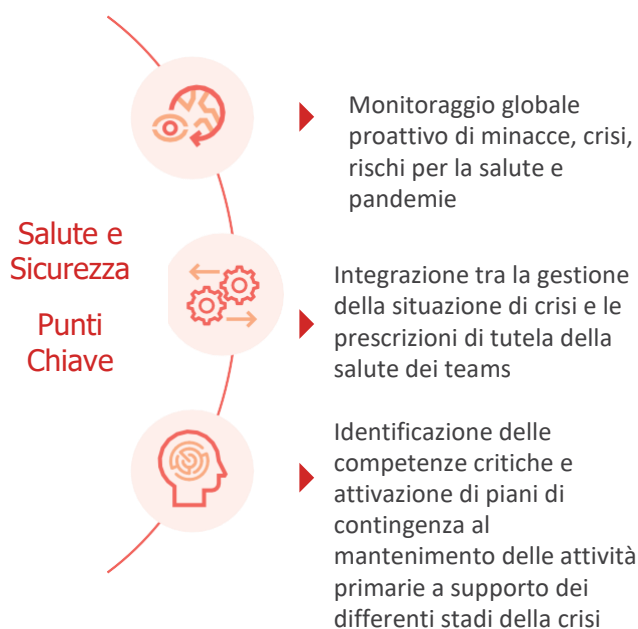 Salute e
Sicurezza
Punti
Chiave
Monitoraggio globale
proattivo di minacce, crisi,
rischi per la salute e
pandemie
Integrazione tra la gestione
della situazione di crisi e le
prescrizioni di tutela della
salute dei teams
Identificazione delle
competenze critiche e
attivazione di piani di
contingenza al
mantenimento delle attività
primarie a supporto dei
differenti stadi della crisi